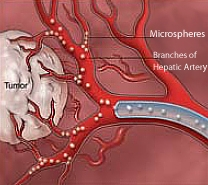 Microspheres
Branches of
Hepatic Artery
Tumor